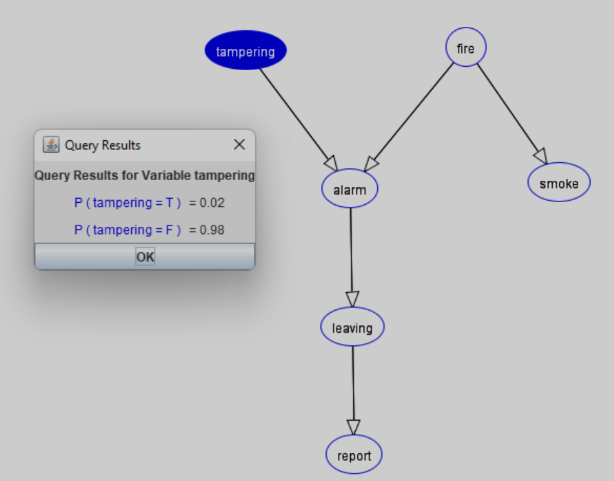 tampering
fire
Query Results
Query Results for Variable tampering
P ( tampering = T ) = 0.02
P ( tampering = F ) = 0.98
OK
alarm
smoke
leaving
report